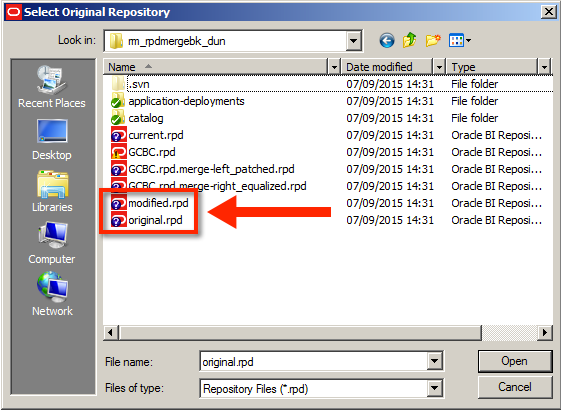 Select Original Repository
Look in: rm_rpdmergebk_dun
Name Date modified Type
.svn 07/09/2015 14:31 File folder
application-deployments 07/09/2015 14:31 File folder
catalog 07/09/2015 14:31 File folder
current.rpd 07/09/2015 14:31 Oracle BI Reposi...
GCBC.rpd 07/09/2015 14:31 Oracle BI Reposi...
GCBC.rpd.merge-left_patched.rpd 07/09/2015 14:31 Oracle BI Reposi...
GCBC.rpd.merge-right_equalized.rpd 07/09/2015 14:31 Oracle BI Reposi...
modified.rpd 07/09/2015 14:31 Oracle BI Reposi...
original.rpd 07/09/2015 14:31 Oracle BI Reposi...
Recent Places
Desktop
Libraries
Computer
Network
File name: original.rpd Open
Files of type: Repository Files (*.rpd) Cancel